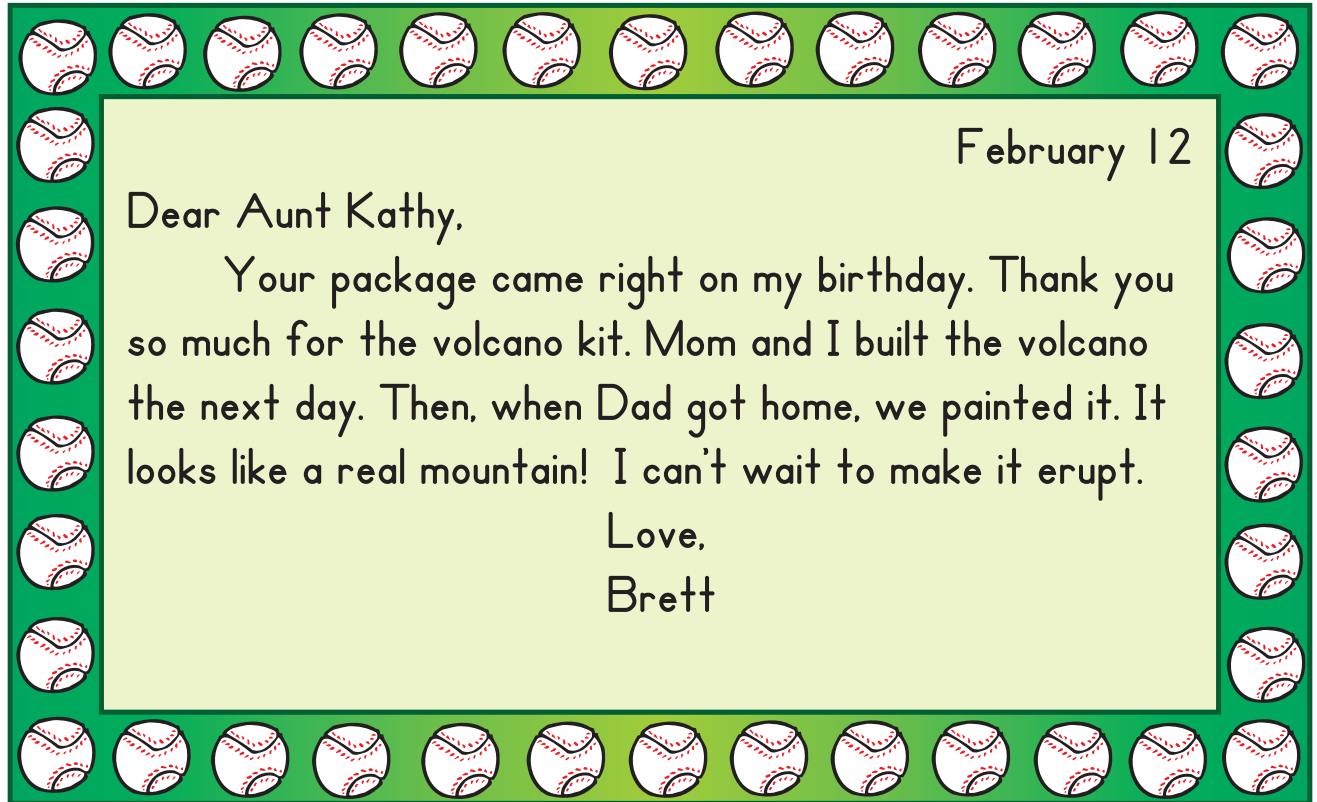 February 12
Dear Aunt Kathy,
Your package came right on my birthday. Thank you
so much for the volcano kit. Mom and I built the volcano
the next day. Then, when Dad got home, we painted it. It
looks like a real mountain! I can't wait to make it erupt.
Love,
Brett